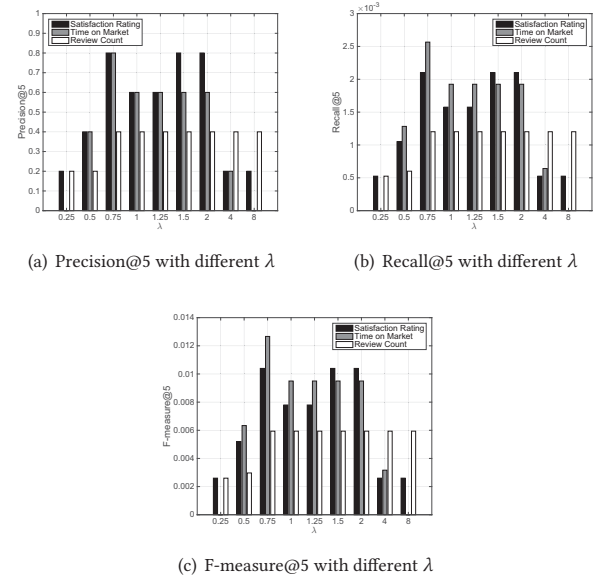 1
0.9
0.8
0.7
0.6
0.5
0.4
0.3
0.2
0.1
0
Precision@5
Satisfaction Rating
Time on Market
Review Count
0.25 0.5 0.75 1 1.25 1.5 2 4 8
λ
(a) Precision@5 with different λ
×10⁻³
3
2.5
2
1.5
1
0.5
0
Recall@5
Satisfaction Rating
Time on Market
Review Count
0.25 0.5 0.75 1 1.25 1.5 2 4 8
λ
(b) Recall@5 with different λ
0.014
0.012
0.01
0.008
0.006
0.004
0.002
0
F-measure@5
Satisfaction Rating
Time on Market
Review Count
0.25 0.5 0.75 1 1.25 1.5 2 4 8
λ
(c) F-measure@5 with different λ